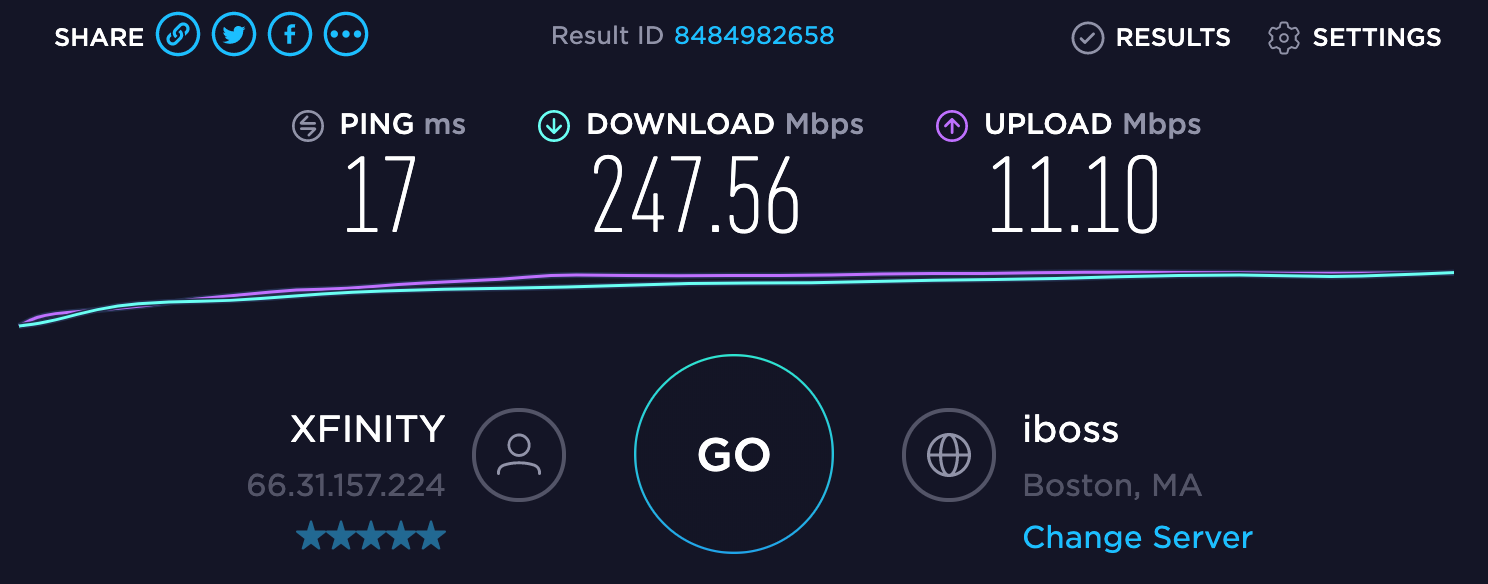 SHARE Result ID 8484982658 RESULTS SETTINGS
PING ms DOWNLOAD Mbps UPLOAD Mbps
17 247.56 11.10
XFINITY GO iboss
66.31.157.224 Boston, MA
Change Server